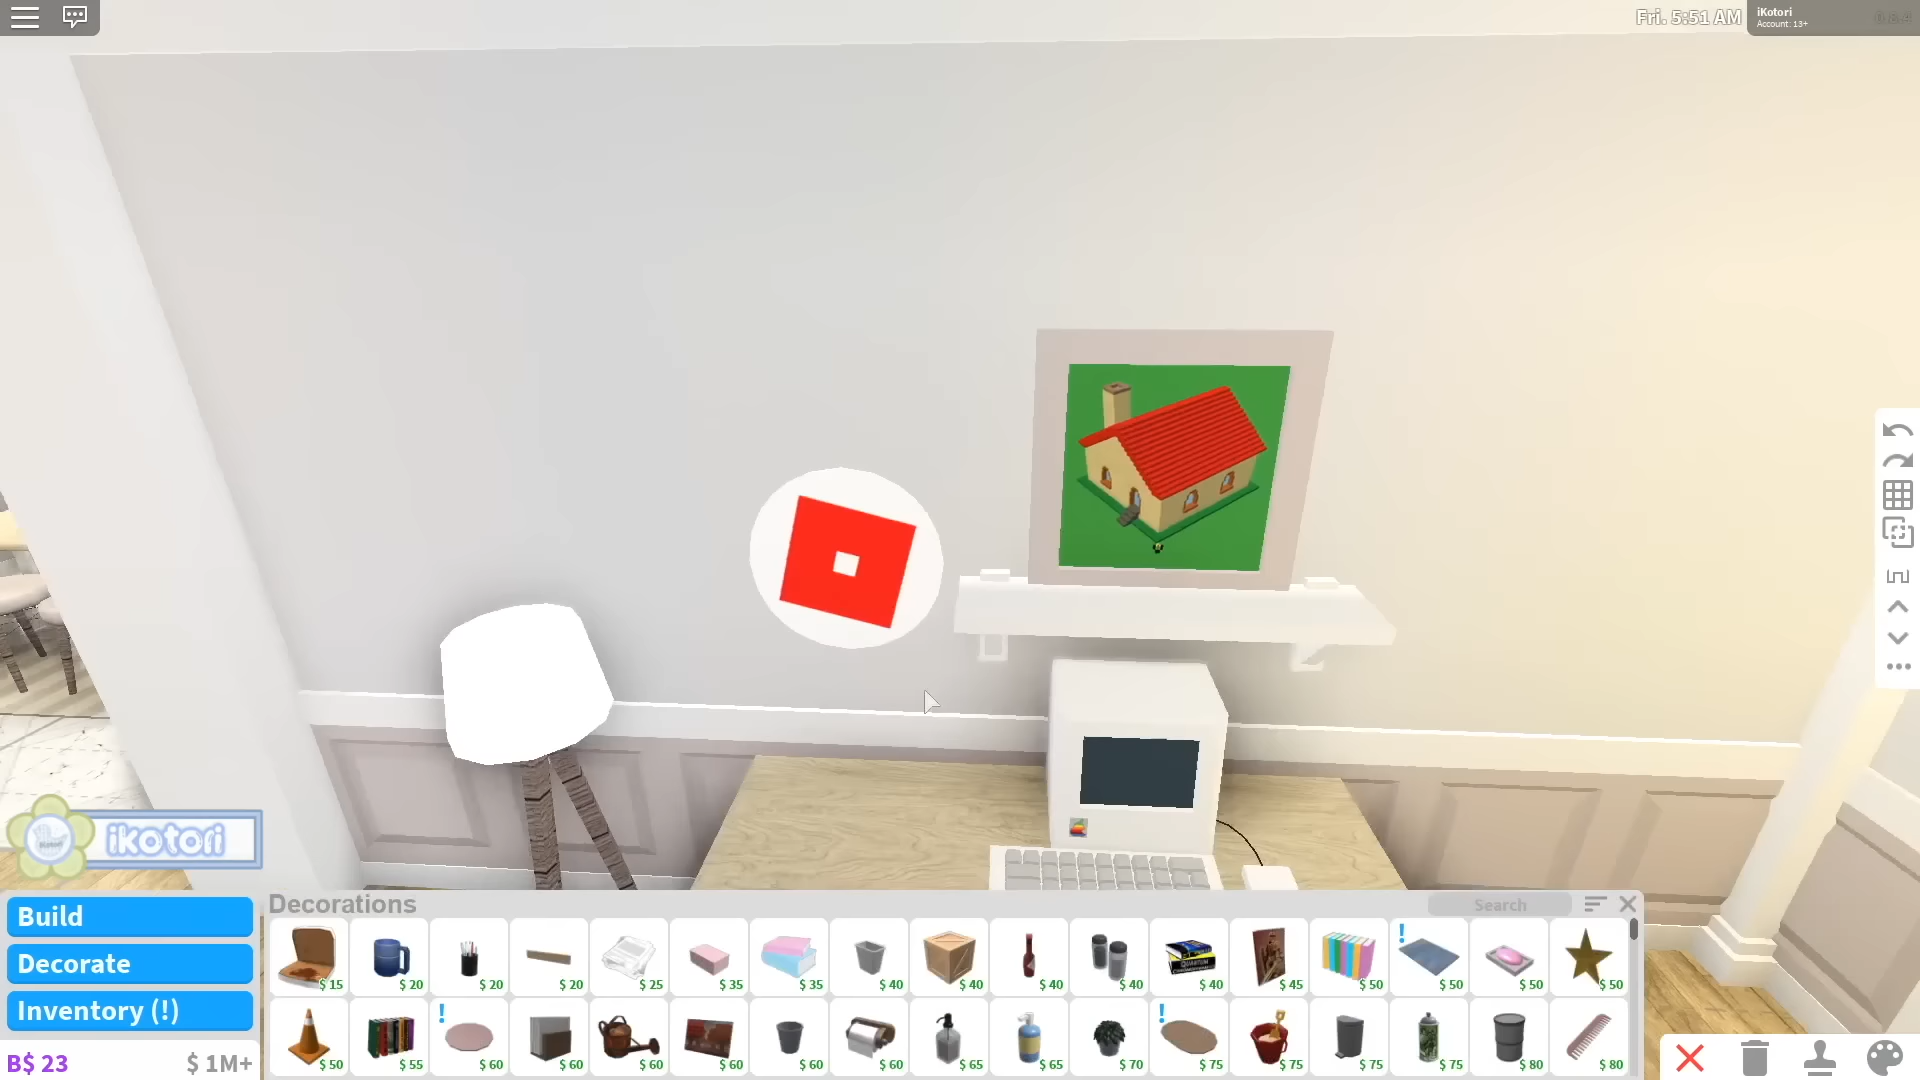 Fri. 5:51 AM
iKotori
Account: 13+
ikotori
Build
Decorate
Inventory (!)
B$ 23
$ 1M+
Decorations
Search
$ 15
$ 20
$ 20
$ 20
$ 25
$ 35
$ 35
$ 40
$ 40
$ 40
$ 40
$ 40
$ 45
$ 50
! $ 50
$ 50
$ 50
$ 50
$ 55
! $ 60
$ 60
$ 60
$ 60
$ 60
$ 60
$ 65
$ 65
$ 70
! $ 75
$ 75
$ 75
$ 75
$ 80
$ 80